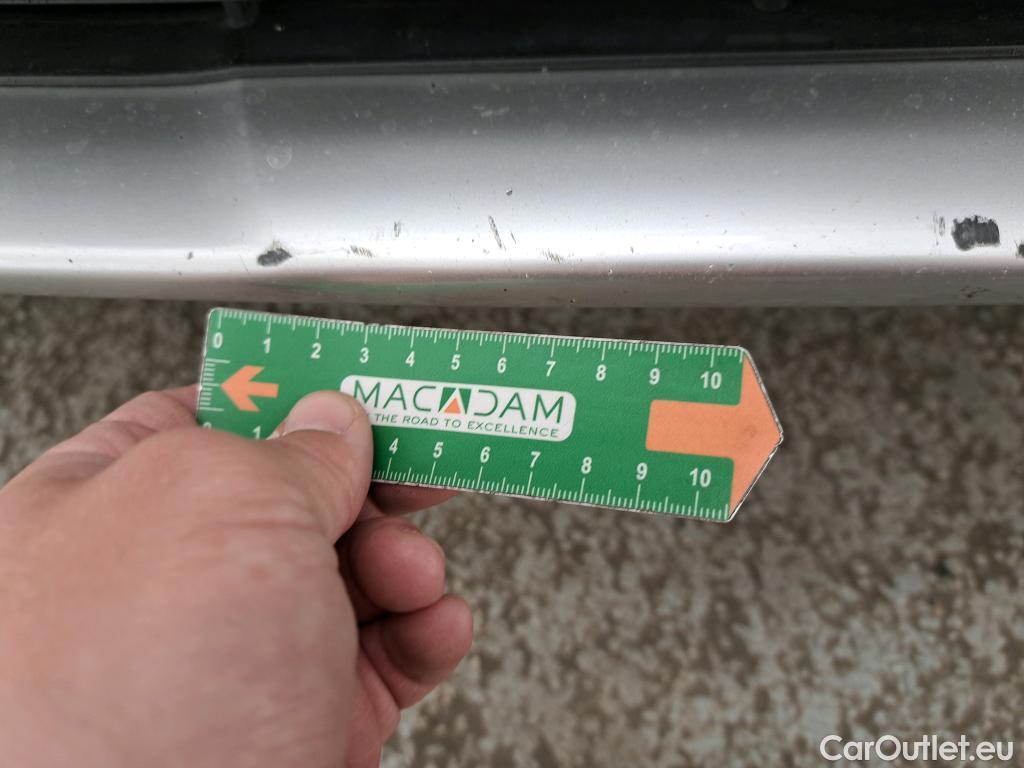 0 1 2 3 4 5 6 7 8 9 10
MACADAM
THE ROAD TO EXCELLENCE
1 4 5 6 7 8 9 10
CarOutlet.eu